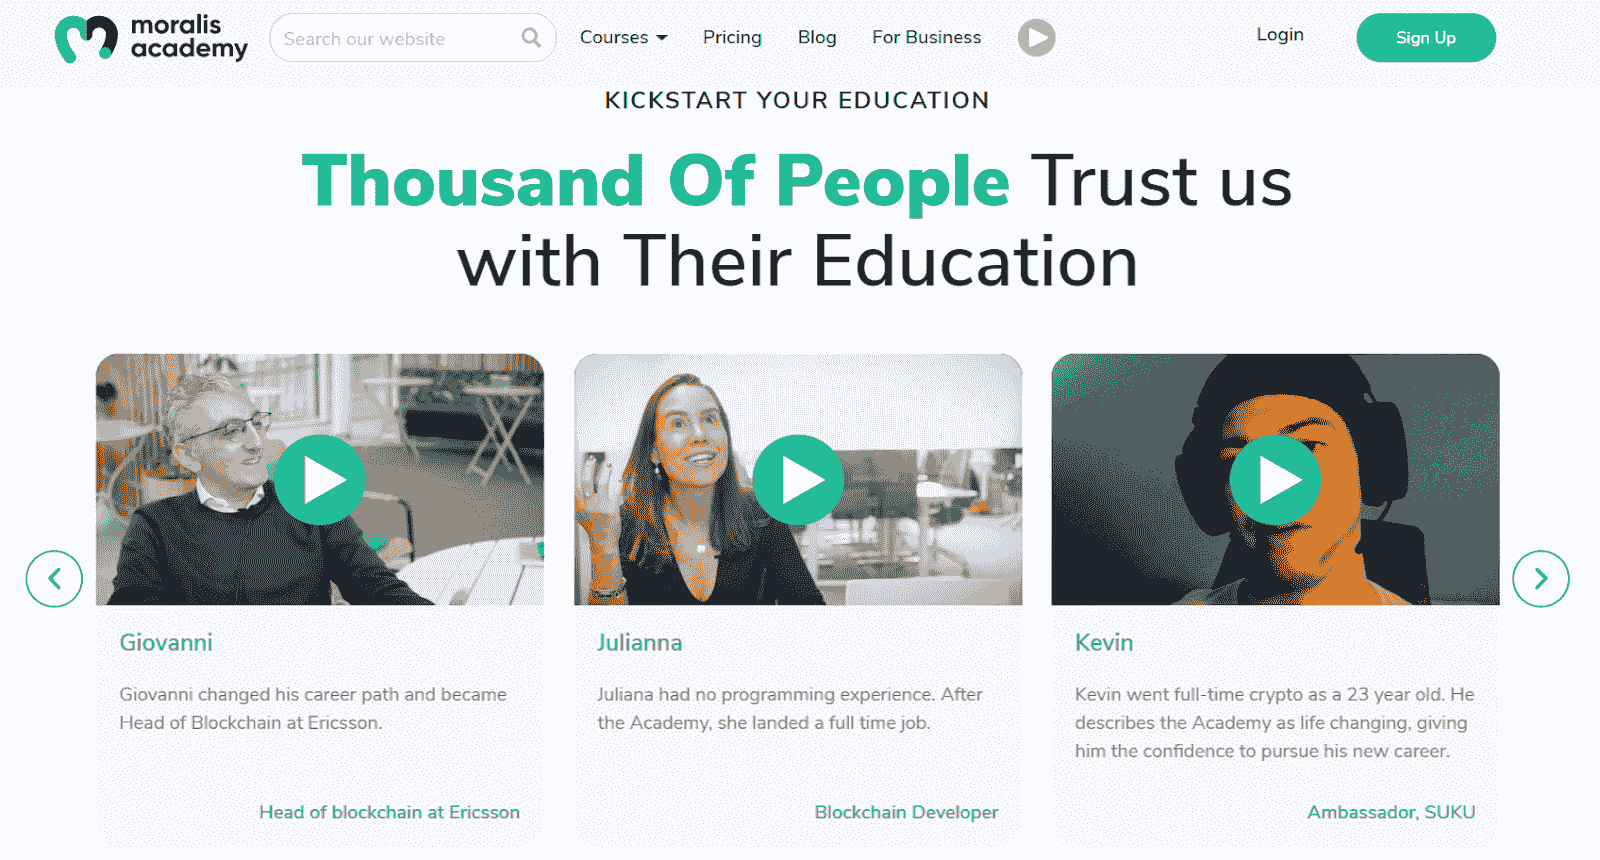 moralis
academy
Search our website
Courses
Pricing
Blog
For Business
Login
Sign Up
KICKSTART YOUR EDUCATION
Thousand Of People Trust us
with Their Education
Giovanni
Giovanni changed his career path and became
Head of Blockchain at Ericsson.
Head of blockchain at Ericsson
Julianna
Juliana had no programming experience. After
the Academy, she landed a full time job.
Blockchain Developer
Kevin
Kevin went full-time crypto as a 23 year old. He
describes the Academy as life changing, giving
him the confidence to pursue his new career.
Ambassador, SUKU